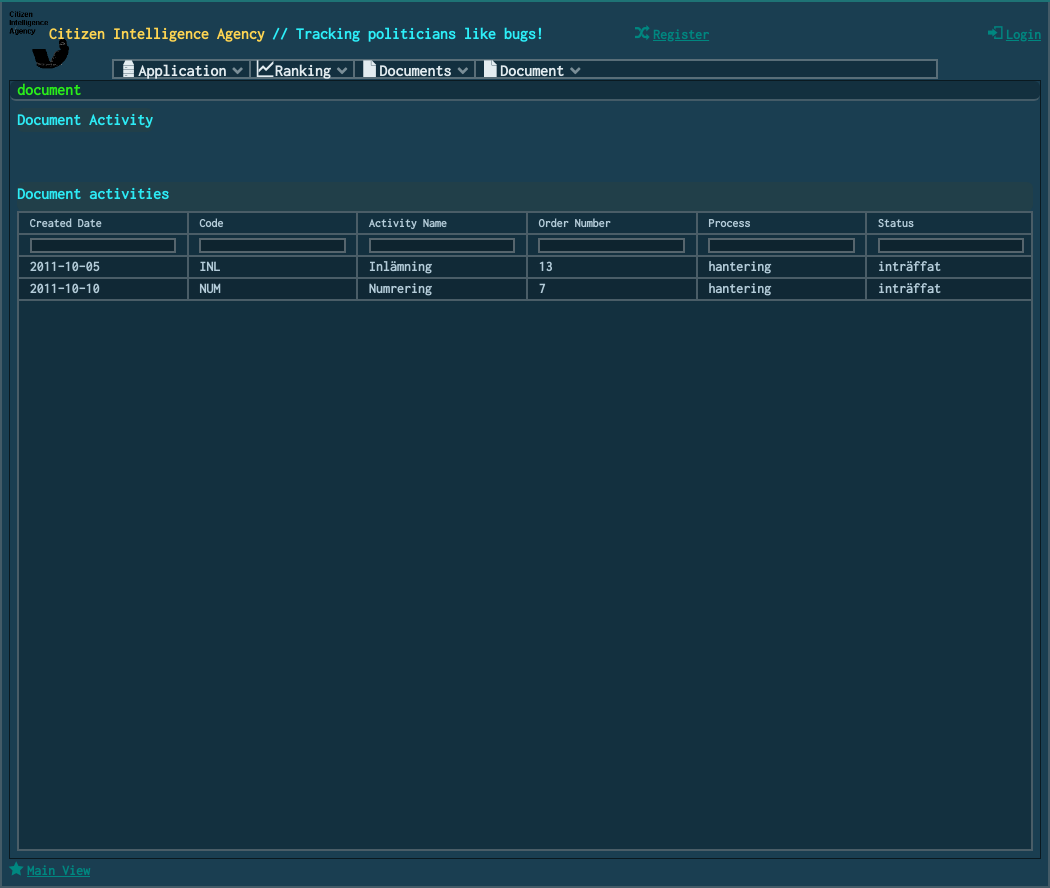 Citizen
Intelligence
Agency
Citizen Intelligence Agency // Tracking politicians like bugs!
Register
Login
Application
Ranking
Documents
Document
document
Document Activity
Document activities
Created Date Code Activity Name Order Number Process Status
2011-10-05 INL Inlämning 13 hantering inträffat
2011-10-10 NUM Numrering 7 hantering inträffat
Main View